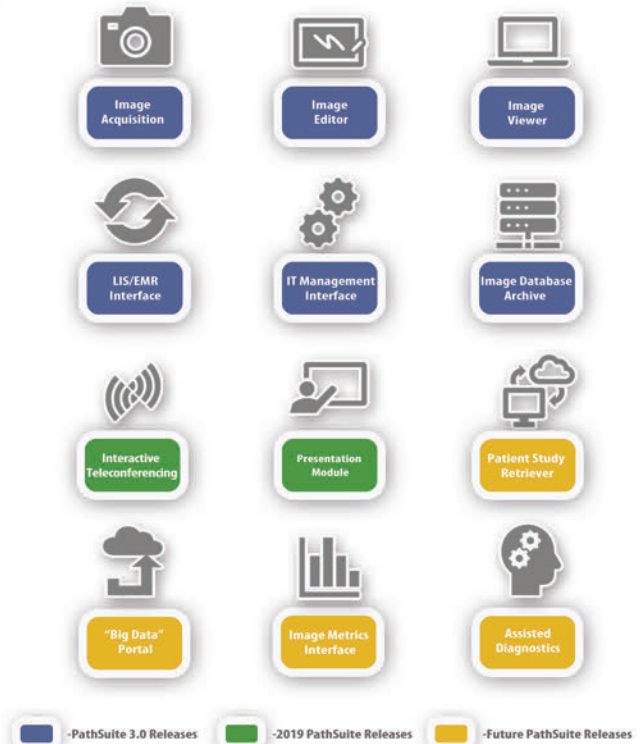 Image
Acquisition
Image
Editor
Image
Viewer
LIS/EMR
Interface
IT Management
Interface
Image Database
Archive
Interactive
Teleconferencing
Presentation
Module
Patient Study
Retriever
"Big Data"
Portal
Image Metrics
Interface
Assisted
Diagnostics
-PathSuite 3.0 Releases
-2019 PathSuite Releases
-Future PathSuite Releases